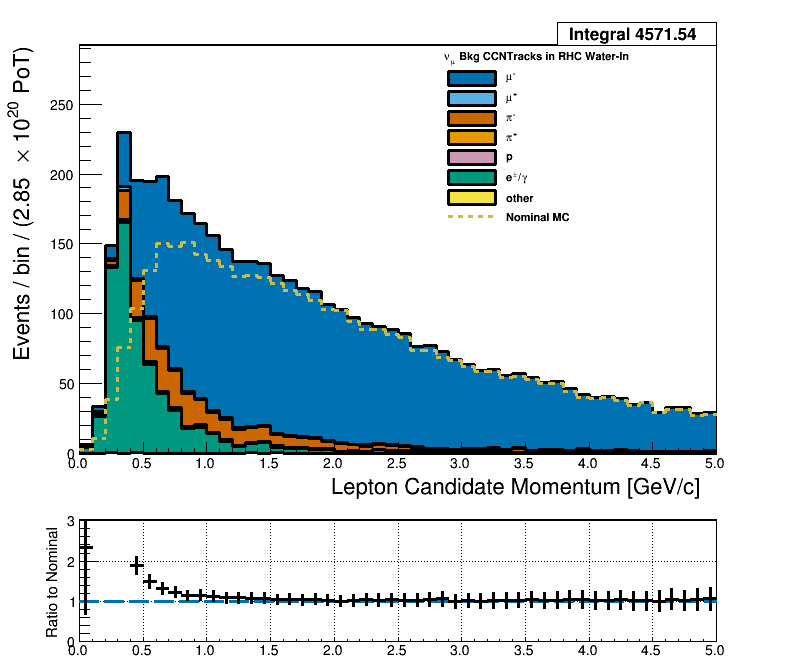 Integral 4571.54
ν_μ Bkg CCNTracks in RHC Water-In
μ⁻
μ⁺
π⁻
π⁺
p
e±/γ
other
Nominal MC
Events / bin / (2.85 × 10²⁰ PoT)
250
200
150
100
50
0
0.0 0.5 1.0 1.5 2.0 2.5 3.0 3.5 4.0 4.5 5.0
Lepton Candidate Momentum [GeV/c]
Ratio to Nominal
3
2
1
0
0.0 0.5 1.0 1.5 2.0 2.5 3.0 3.5 4.0 4.5 5.0